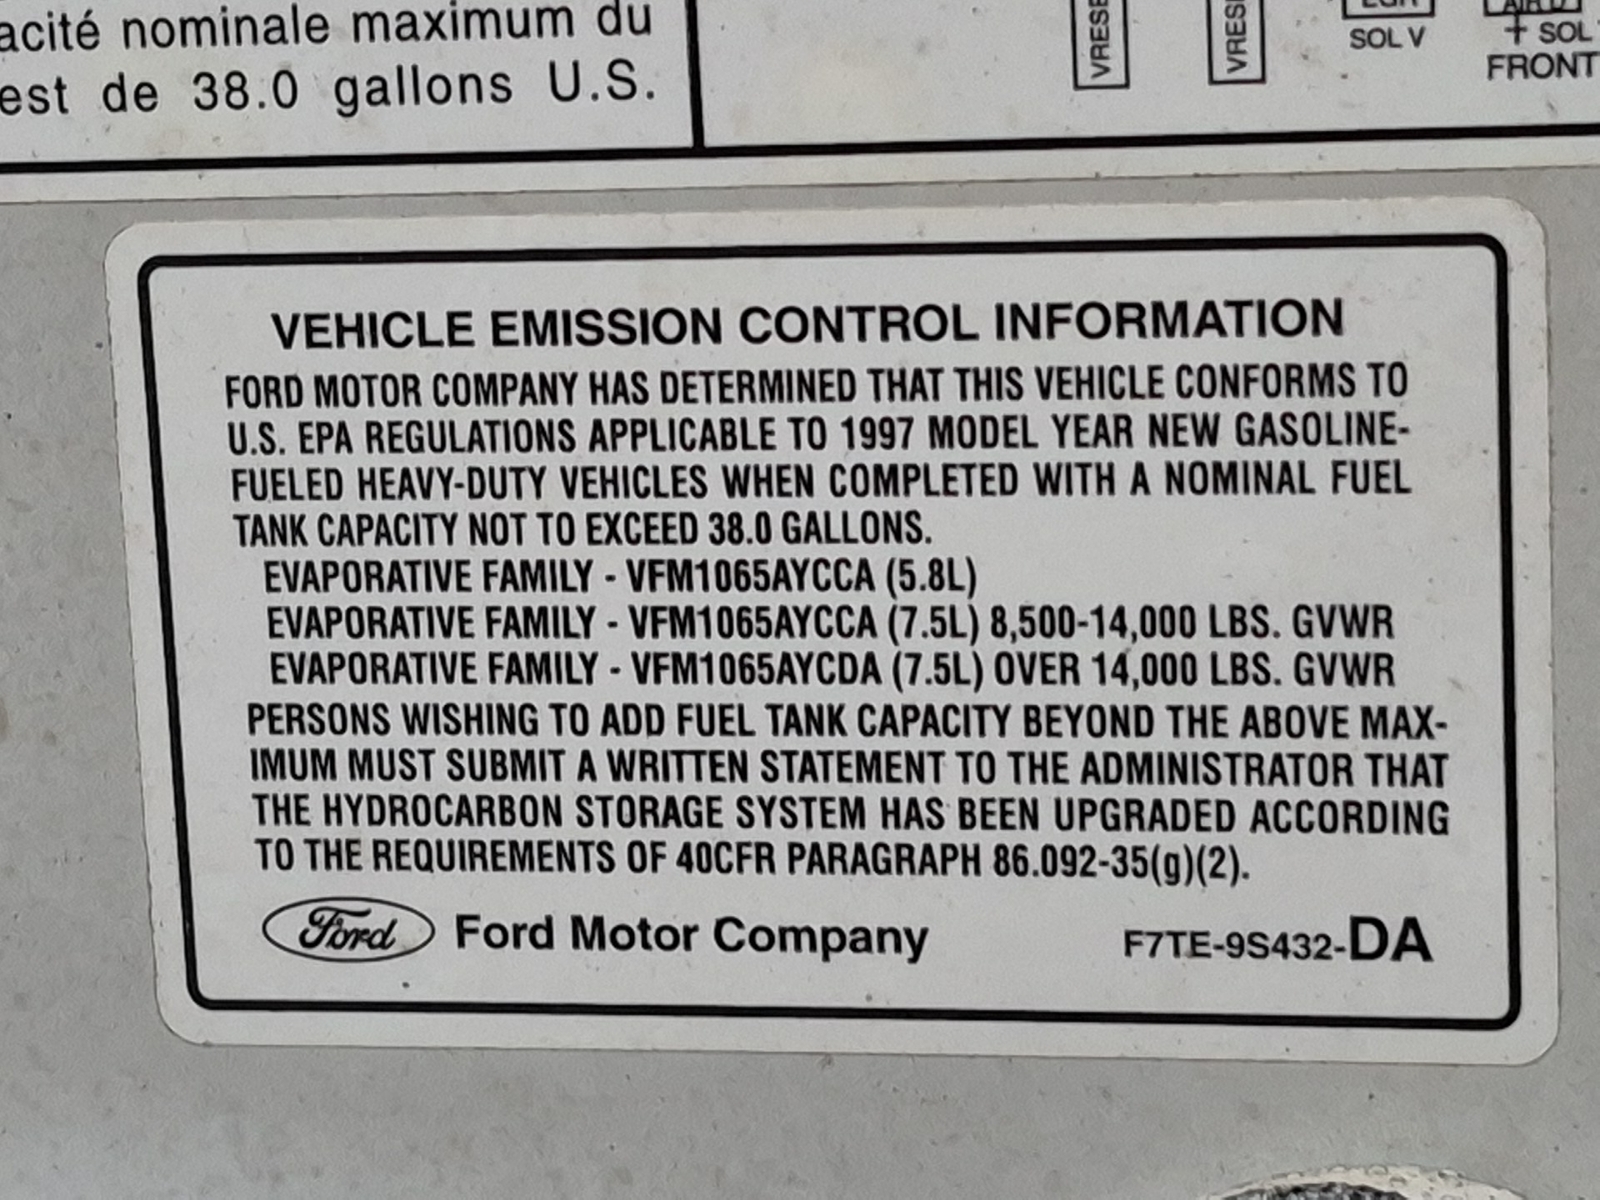 nominale maximum du
est de 38.0 gallons U.S.
SOL V
+ SOL
FRONT
VEHICLE EMISSION CONTROL INFORMATION
FORD MOTOR COMPANY HAS DETERMINED THAT THIS VEHICLE CONFORMS TO
U.S. EPA REGULATIONS APPLICABLE TO 1997 MODEL YEAR NEW GASOLINE-
FUELED HEAVY-DUTY VEHICLES WHEN COMPLETED WITH A NOMINAL FUEL
TANK CAPACITY NOT TO EXCEED 38.0 GALLONS.
EVAPORATIVE FAMILY - VFM1065AYCCA (5.8L)
EVAPORATIVE FAMILY - VFM1065AYCCA (7.5L) 8,500-14,000 LBS. GVWR
EVAPORATIVE FAMILY - VFM1065AYCDA (7.5L) OVER 14,000 LBS. GVWR
PERSONS WISHING TO ADD FUEL TANK CAPACITY BEYOND THE ABOVE MAX-
IMUM MUST SUBMIT A WRITTEN STATEMENT TO THE ADMINISTRATOR THAT
THE HYDROCARBON STORAGE SYSTEM HAS BEEN UPGRADED ACCORDING
TO THE REQUIREMENTS OF 40CFR PARAGRAPH 86.092-35(g)(2).
Ford Ford Motor Company F7TE-9S432-DA